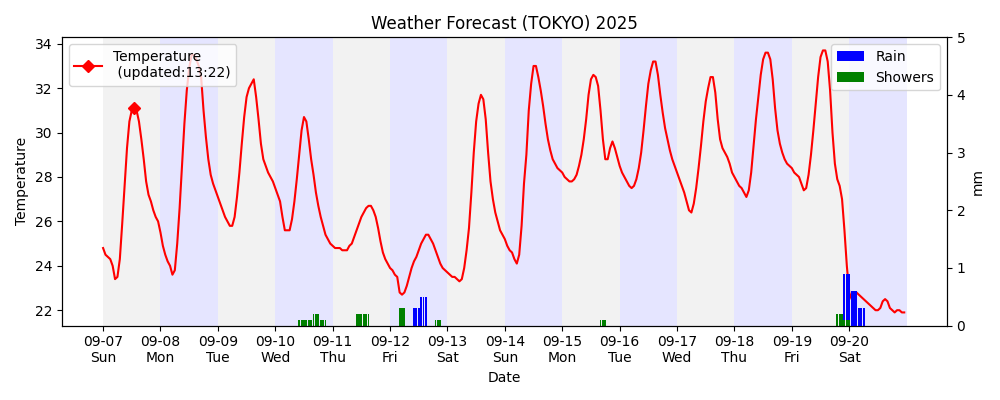 Weather Forecast (TOKYO) 2025
Temperature
(updated:13:22)
Rain
Showers
34
32
30
28
26
24
22
Temperature
5
4
3
2
1
0
mm
09-07 09-08 09-09 09-10 09-11 09-12 09-13 09-14 09-15 09-16 09-17 09-18 09-19 09-20
Sun Mon Tue Wed Thu Fri Sat Sun Mon Tue Wed Thu Fri Sat
Date